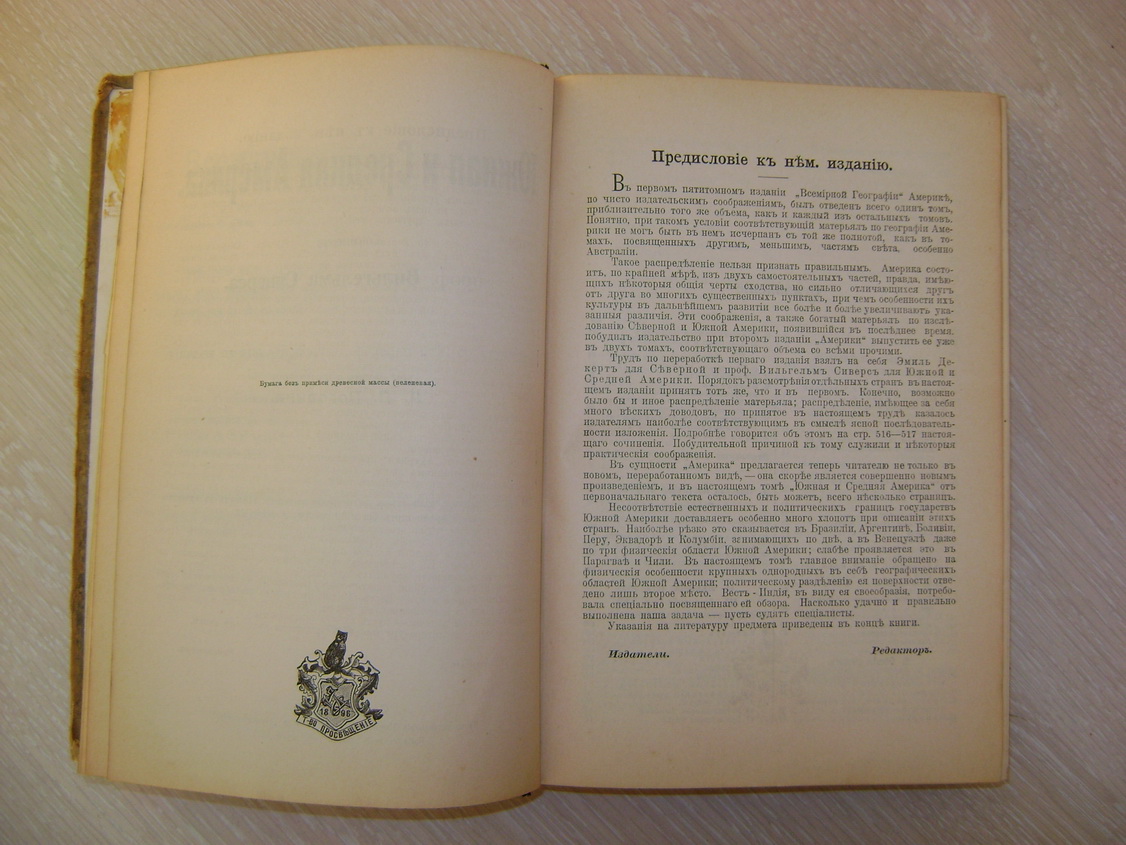 Бумага безъ примѣси древесной массы (веленевая).
18 96
Т-во ПРОСВѢЩЕНІЕ
Предисловіе къ нѣм. изданію.
Въ первомъ пятитомномъ изданіи „Всемірной Географіи“ Америкѣ,
по чисто издательскимъ соображеніямъ, былъ отведенъ всего одинъ томъ,
приблизительно того же объема, какъ и каждый изъ остальныхъ томовъ.
Понятно, при такомъ условіи соотвѣтствующій матерьялъ по географіи Аме-
рики не могъ быть въ немъ исчерпанъ съ той же полнотой, какъ въ то-
махъ, посвященныхъ другимъ, меньшимъ, частямъ свѣта, особенно
Австраліи.
Такое распредѣленіе нельзя признать правильнымъ. Америка состо-
итъ, по крайней мѣрѣ, изъ двухъ самостоятельныхъ частей, правда, имѣю-
щихъ нѣкоторыя общія черты сходства, но сильно отличающихся другъ
отъ друга во многихъ существенныхъ пунктахъ, при чемъ особенности ихъ
культуры въ дальнѣйшемъ развитіи все болѣе и болѣе увеличиваютъ ука-
занныя различія. Эти соображенія, а также богатый матерьялъ по изслѣ-
дованію Сѣверной и Южной Америки, появившійся въ послѣднее время,
побудилъ издательство при второмъ изданіи „Америки“ выпустить ее уже
въ двухъ томахъ, соотвѣтствующаго объема со всѣми прочими.
Трудъ по переработкѣ перваго изданія взялъ на себя Эмиль Де-
кертъ для Сѣверной и проф. Вильгельмъ Сиверсъ для Южной и
Средней Америки. Порядокъ разсмотрѣнія отдѣльныхъ странъ въ настоя-
щемъ изданіи принятъ тотъ же, что и въ первомъ. Конечно, возможно
было бы и иное распредѣленіе матерьяла; распредѣленіе, имѣющее за себя
много вѣскихъ доводовъ, но принятое въ настоящемъ трудѣ казалось
издателямъ наиболѣе соотвѣтствующимъ въ смыслѣ ясной послѣдователь-
ности изложенія. Подробнѣе говорится объ этомъ на стр. 516—517 настоя-
щаго сочиненія. Побудительной причиной къ тому служили и нѣкоторыя
практическія соображенія.
Въ сущности „Америка“ предлагается теперь читателю не только въ
новомъ, переработанномъ видѣ, — она скорѣе является совершенно новымъ
произведеніемъ, и въ настоящемъ томѣ „Южная и Средняя Америка“ отъ
первоначальнаго текста осталось, быть можетъ, всего нѣсколько страницъ.
Несоотвѣтствіе естественныхъ и политическихъ границъ государствъ
Южной Америки доставляетъ особенно много хлопотъ при описаніи этихъ
странъ. Наиболѣе рѣзко это сказывается въ Бразиліи, Аргентинѣ, Боливіи,
Перу, Эквадорѣ и Колумбіи, занимающихъ по двѣ, а въ Венецуэлѣ даже
по три физическія области Южной Америки; слабѣе проявляется это въ
Парагваѣ и Чили. Въ настоящемъ томѣ главное вниманіе обращено на
физическія особенности крупныхъ однородныхъ въ себѣ географическихъ
областей Южной Америки; политическому раздѣленію ея поверхности отве-
дено лишь второе мѣсто. Вестъ-Индія, въ виду ея своеобразія, потребо-
вала спеціально посвященнаго ей обзора. Насколько удачно и правильно
выполнена наша задача — пусть судятъ спеціалисты.
Указанія на литературу предмета приведены въ концѣ книги.
Издатели. Редакторъ.